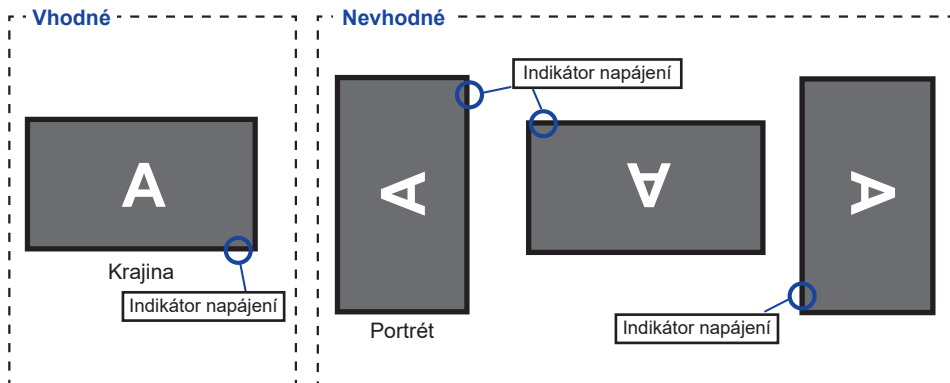 Vhodné
Nevhodné
A
Krajina
Indikátor napájení
Indikátor napájení
A
A
A
Portrét
Indikátor napájení